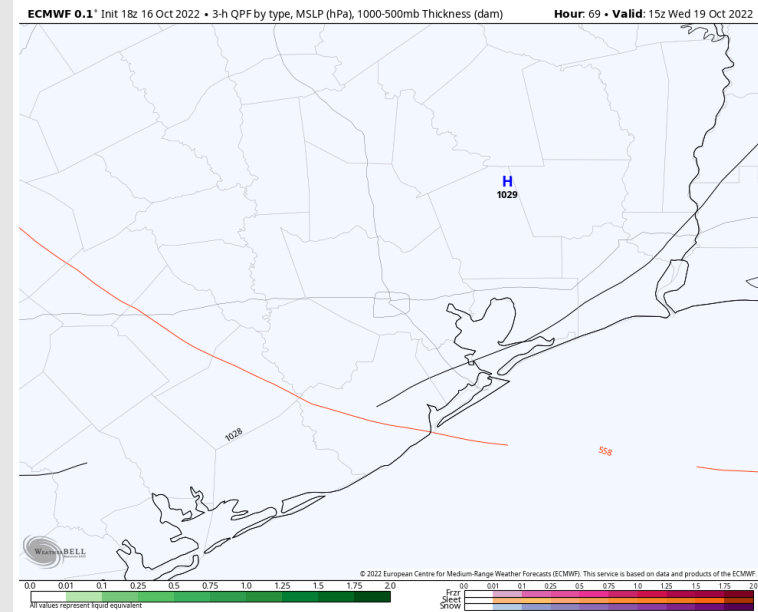 ECMWF 0.1° Init 18z 16 Oct 2022 • 3-h QPF by type, MSLP (hPa), 1000-500mb Thickness (dam) Hour: 69 • Valid: 15z Wed 19 Oct 2022
H
1029
1028
558
WEATHERBELL
© 2022 European Centre for Medium-Range Weather Forecasts (ECMWF). This service is based on data and products of the ECMWF.
0.0 0.01 0.1 0.25 0.5 0.75 1.0 1.25 1.5 1.75 2.0
0.0 0.01 0.1 0.25 0.5 0.75 1.0 1.25 1.5 1.75 2.0
Frzr
Sleet
Snow
All values represent liquid equivalent